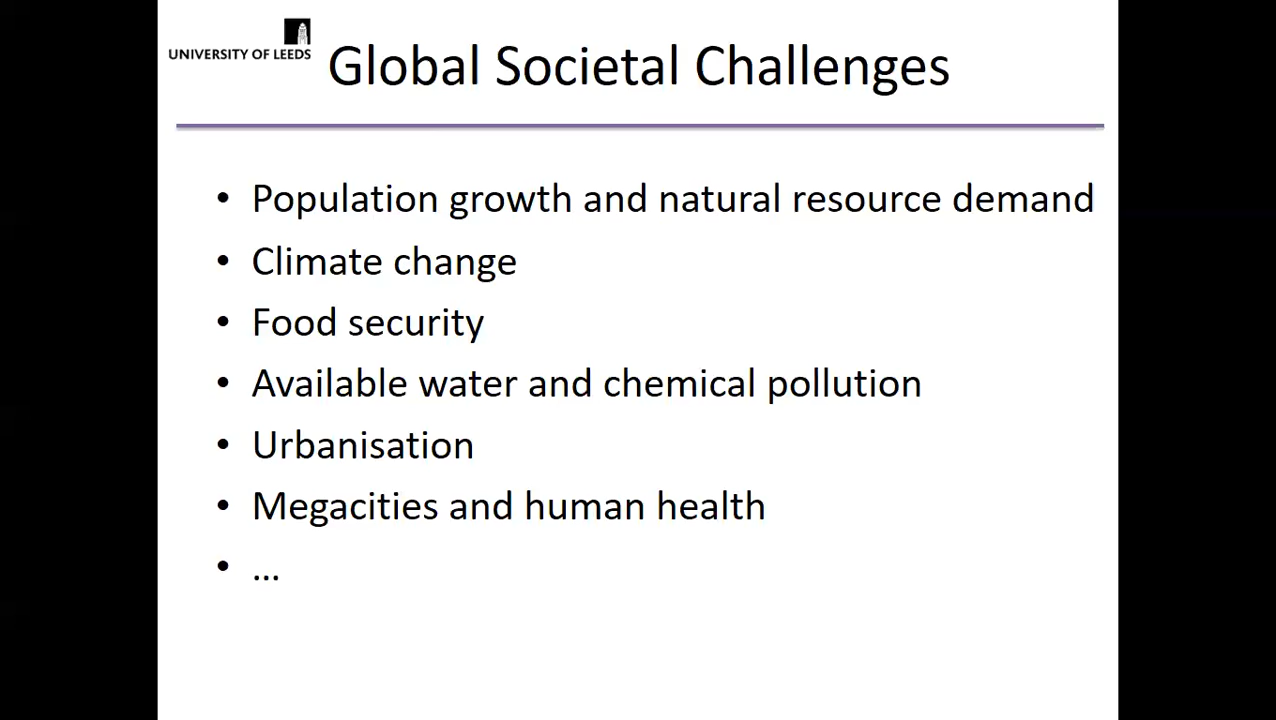 UNIVERSITY OF LEEDS
Global Societal Challenges
• Population growth and natural resource demand
• Climate change
• Food security
• Available water and chemical pollution
• Urbanisation
• Megacities and human health
• ...